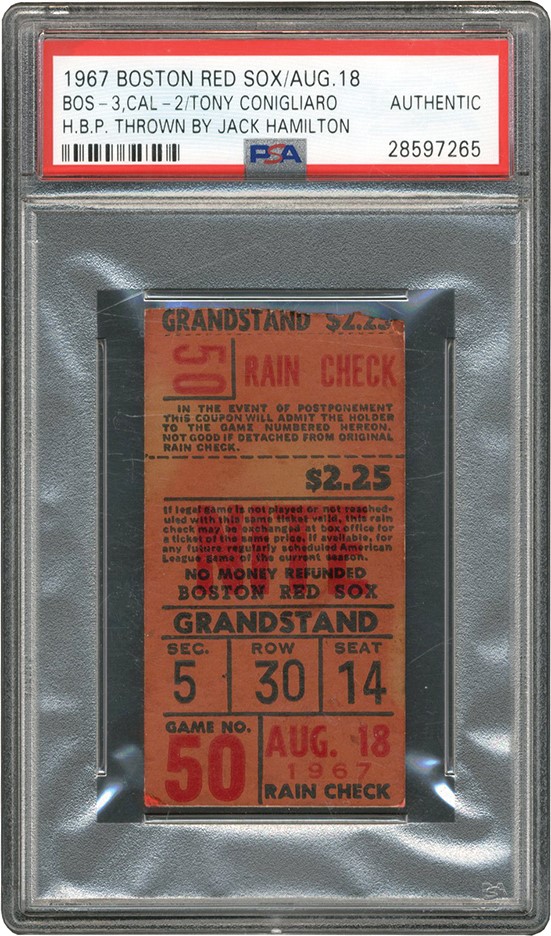 1967 BOSTON RED SOX/AUG.18
BOS-3,CAL-2/TONY CONIGLIARO AUTHENTIC
H.B.P. THROWN BY JACK HAMILTON
PSA 28597265
GRANDSTAND $2.25
50 RAIN CHECK
IN THE EVENT OF POSTPONEMENT
THIS COUPON WILL ADMIT THE HOLDER
TO THE GAME NUMBERED HEREON.
NOT GOOD IF DETACHED FROM ORIGINAL
RAIN CHECK.
$2.25
If legal game is not played or not resched-
uled with this same ticket valid, this rain
check may be exchanged at box office for
a ticket of the same price, if available, for
any future regularly scheduled American
League game of the current season.
NO MONEY REFUNDED
BOSTON RED SOX
GRANDSTAND
SEC. ROW SEAT
5 30 14
GAME NO.
50 AUG. 18
1967
RAIN CHECK
PSA